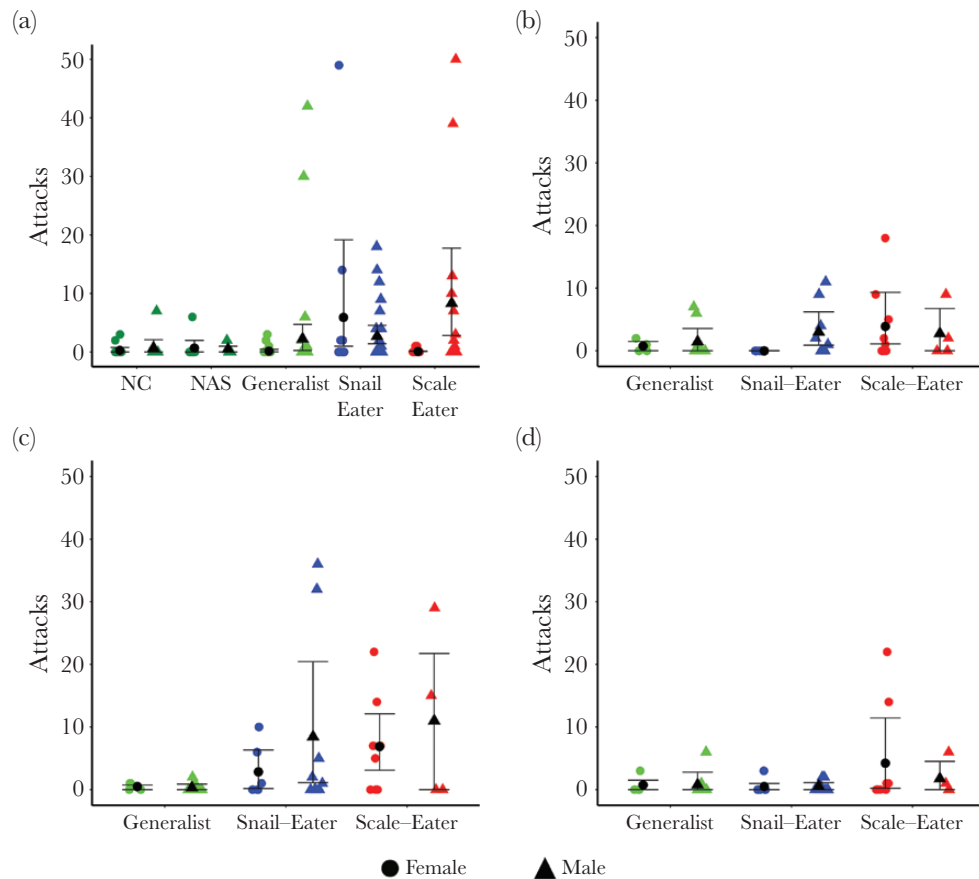 (a)
Attacks
50
40
30
20
10
0
NC NAS Generalist Snail Scale
Eater Eater
(b)
Attacks
50
40
30
20
10
0
Generalist Snail–Eater Scale–Eater
(c)
Attacks
50
40
30
20
10
0
Generalist Snail–Eater Scale–Eater
(d)
Attacks
50
40
30
20
10
0
Generalist Snail–Eater Scale–Eater
Female Male